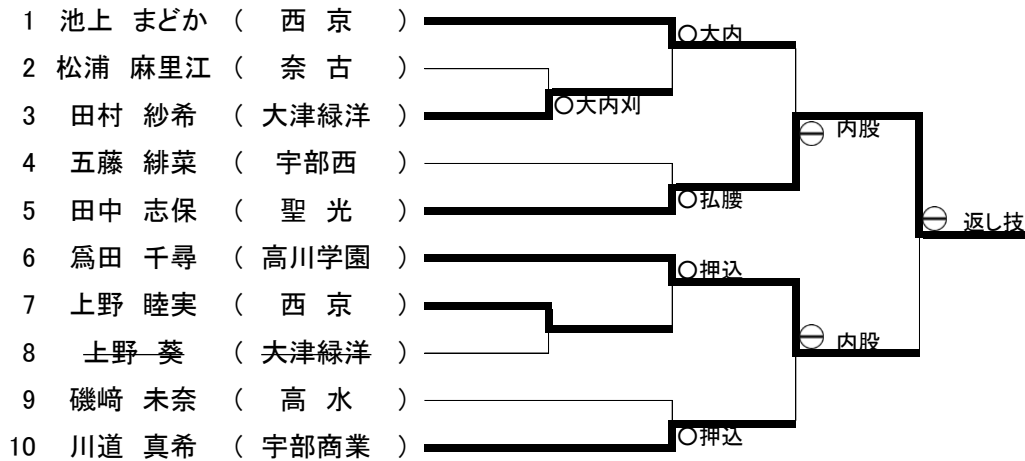 1 池上 まどか ( 西 京 )
○大内
2 松浦 麻里江 ( 奈 古 )
3 田村 紗希 ( 大津緑洋 )
○大内刈
㊀ 内股
4 五藤 緋菜 ( 宇部西 )
5 田中 志保 ( 聖 光 )
○払腰
㊀ 返し技
6 爲田 千尋 ( 高川学園 )
○押込
7 上野 睦実 ( 西 京 )
8 上野 葵 ( 大津緑洋 )
㊀ 内股
9 磯﨑 未奈 ( 高 水 )
10 川道 真希 ( 宇部商業 )
○押込